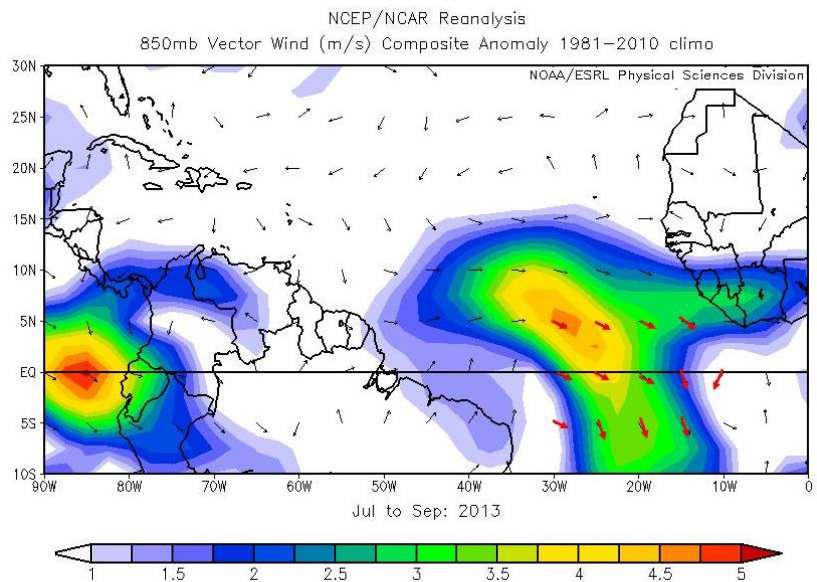 NCEP/NCAR Reanalysis
850mb Vector Wind (m/s) Composite Anomaly 1981-2010 climo
NOAA/ESRL Physical Sciences Division
30N
25N
20N
15N
10N
5N
EQ
5S
10S
90W 80W 70W 60W 50W 40W 30W 20W 10W 0
Jul to Sep: 2013
1 1.5 2 2.5 3 3.5 4 4.5 5